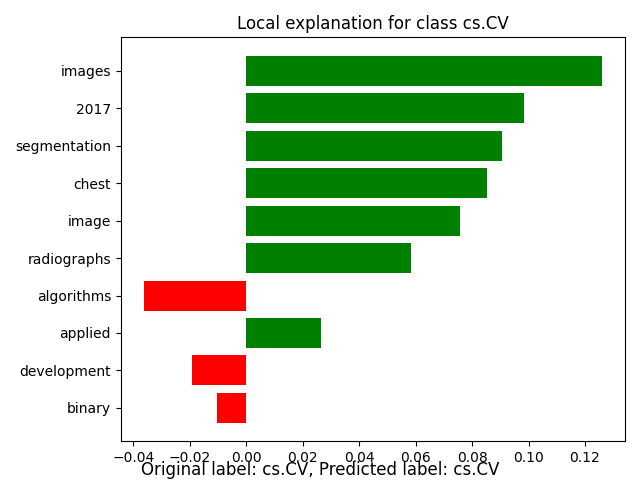 Local explanation for class cs.CV
images
2017
segmentation
chest
image
radiographs
algorithms
applied
development
binary
−0.04 −0.02 0.00 0.02 0.04 0.06 0.08 0.10 0.12
Original label: cs.CV, Predicted label: cs.CV